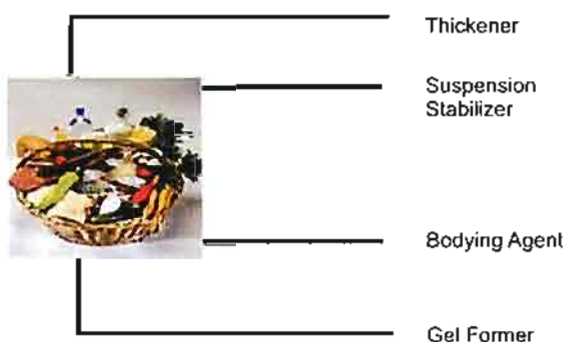 Thickener
Suspension
Stabilizer
Bodying Agent
Gel Former